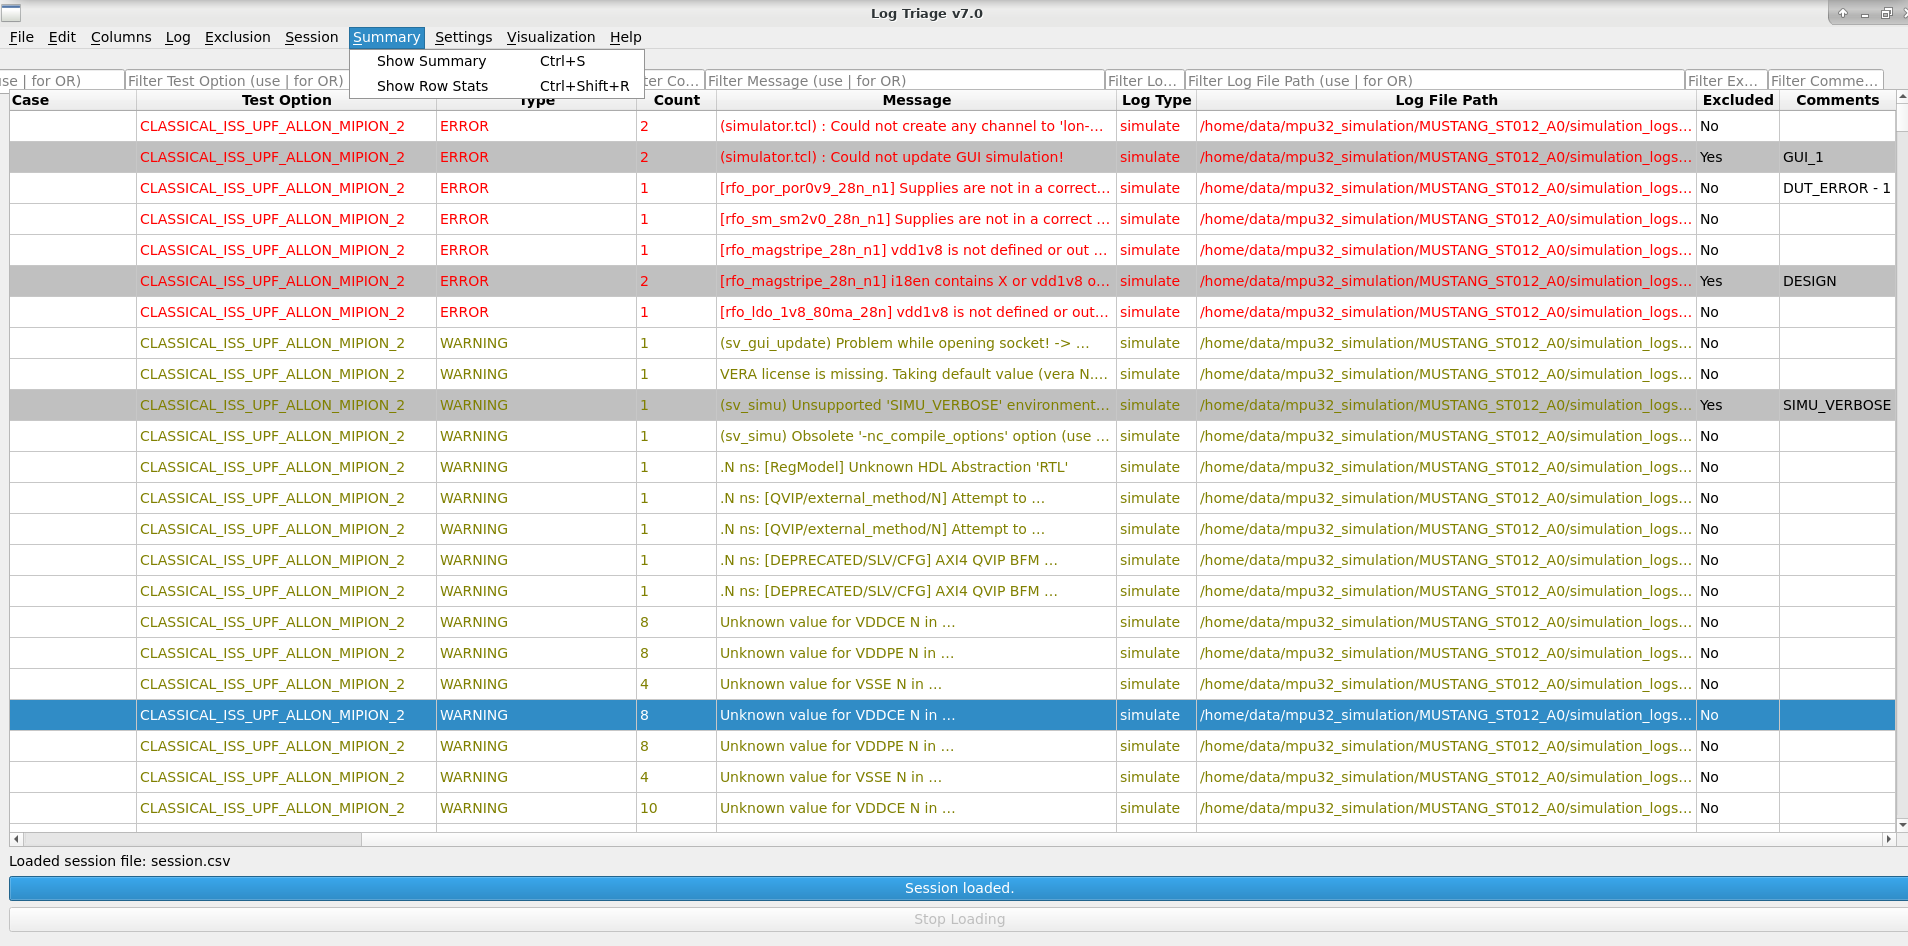 Log Triage v7.0
File Edit Columns Log Exclusion Session Summary Settings Visualization Help
Show Summary Ctrl+S
Show Row Stats Ctrl+Shift+R
use | for OR) Filter Test Option (use | for OR) ter Co... Filter Message (use | for OR) Filter Lo... Filter Log File Path (use | for OR) Filter Ex... Filter Comme...
Case Test Option Type Count Message Log Type Log File Path Excluded Comments
CLASSICAL_ISS_UPF_ALLON_MIPION_2 ERROR 2 (simulator.tcl) : Could not create any channel to 'lon-... simulate /home/data/mpu32_simulation/MUSTANG_ST012_A0/simulation_logs... No
CLASSICAL_ISS_UPF_ALLON_MIPION_2 ERROR 2 (simulator.tcl) : Could not update GUI simulation! simulate /home/data/mpu32_simulation/MUSTANG_ST012_A0/simulation_logs... Yes GUI_1
CLASSICAL_ISS_UPF_ALLON_MIPION_2 ERROR 1 [rfo_por_por0v9_28n_n1] Supplies are not in a correct... simulate /home/data/mpu32_simulation/MUSTANG_ST012_A0/simulation_logs... No DUT_ERROR - 1
CLASSICAL_ISS_UPF_ALLON_MIPION_2 ERROR 1 [rfo_sm_sm2v0_28n_n1] Supplies are not in a correct ... simulate /home/data/mpu32_simulation/MUSTANG_ST012_A0/simulation_logs... No
CLASSICAL_ISS_UPF_ALLON_MIPION_2 ERROR 1 [rfo_magstripe_28n_n1] vdd1v8 is not defined or out ... simulate /home/data/mpu32_simulation/MUSTANG_ST012_A0/simulation_logs... No
CLASSICAL_ISS_UPF_ALLON_MIPION_2 ERROR 2 [rfo_magstripe_28n_n1] i18en contains X or vdd1v8 o... simulate /home/data/mpu32_simulation/MUSTANG_ST012_A0/simulation_logs... Yes DESIGN
CLASSICAL_ISS_UPF_ALLON_MIPION_2 ERROR 1 [rfo_ldo_1v8_80ma_28n] vdd1v8 is not defined or out... simulate /home/data/mpu32_simulation/MUSTANG_ST012_A0/simulation_logs... No
CLASSICAL_ISS_UPF_ALLON_MIPION_2 WARNING 1 (sv_gui_update) Problem while opening socket! -> ... simulate /home/data/mpu32_simulation/MUSTANG_ST012_A0/simulation_logs... No
CLASSICAL_ISS_UPF_ALLON_MIPION_2 WARNING 1 VERA license is missing. Taking default value (vera N.... simulate /home/data/mpu32_simulation/MUSTANG_ST012_A0/simulation_logs... No
CLASSICAL_ISS_UPF_ALLON_MIPION_2 WARNING 1 (sv_simu) Unsupported 'SIMU_VERBOSE' environment... simulate /home/data/mpu32_simulation/MUSTANG_ST012_A0/simulation_logs... Yes SIMU_VERBOSE
CLASSICAL_ISS_UPF_ALLON_MIPION_2 WARNING 1 (sv_simu) Obsolete '-nc_compile_options' option (use ... simulate /home/data/mpu32_simulation/MUSTANG_ST012_A0/simulation_logs... No
CLASSICAL_ISS_UPF_ALLON_MIPION_2 WARNING 1 .N ns: [RegModel] Unknown HDL Abstraction 'RTL' simulate /home/data/mpu32_simulation/MUSTANG_ST012_A0/simulation_logs... No
CLASSICAL_ISS_UPF_ALLON_MIPION_2 WARNING 1 .N ns: [QVIP/external_method/N] Attempt to ... simulate /home/data/mpu32_simulation/MUSTANG_ST012_A0/simulation_logs... No
CLASSICAL_ISS_UPF_ALLON_MIPION_2 WARNING 1 .N ns: [QVIP/external_method/N] Attempt to ... simulate /home/data/mpu32_simulation/MUSTANG_ST012_A0/simulation_logs... No
CLASSICAL_ISS_UPF_ALLON_MIPION_2 WARNING 1 .N ns: [DEPRECATED/SLV/CFG] AXI4 QVIP BFM ... simulate /home/data/mpu32_simulation/MUSTANG_ST012_A0/simulation_logs... No
CLASSICAL_ISS_UPF_ALLON_MIPION_2 WARNING 1 .N ns: [DEPRECATED/SLV/CFG] AXI4 QVIP BFM ... simulate /home/data/mpu32_simulation/MUSTANG_ST012_A0/simulation_logs... No
CLASSICAL_ISS_UPF_ALLON_MIPION_2 WARNING 8 Unknown value for VDDCE N in ... simulate /home/data/mpu32_simulation/MUSTANG_ST012_A0/simulation_logs... No
CLASSICAL_ISS_UPF_ALLON_MIPION_2 WARNING 8 Unknown value for VDDPE N in ... simulate /home/data/mpu32_simulation/MUSTANG_ST012_A0/simulation_logs... No
CLASSICAL_ISS_UPF_ALLON_MIPION_2 WARNING 4 Unknown value for VSSE N in ... simulate /home/data/mpu32_simulation/MUSTANG_ST012_A0/simulation_logs... No
CLASSICAL_ISS_UPF_ALLON_MIPION_2 WARNING 8 Unknown value for VDDCE N in ... simulate /home/data/mpu32_simulation/MUSTANG_ST012_A0/simulation_logs... No
CLASSICAL_ISS_UPF_ALLON_MIPION_2 WARNING 8 Unknown value for VDDPE N in ... simulate /home/data/mpu32_simulation/MUSTANG_ST012_A0/simulation_logs... No
CLASSICAL_ISS_UPF_ALLON_MIPION_2 WARNING 4 Unknown value for VSSE N in ... simulate /home/data/mpu32_simulation/MUSTANG_ST012_A0/simulation_logs... No
CLASSICAL_ISS_UPF_ALLON_MIPION_2 WARNING 10 Unknown value for VDDCE N in ... simulate /home/data/mpu32_simulation/MUSTANG_ST012_A0/simulation_logs... No
Loaded session file: session.csv
Session loaded.
Stop Loading